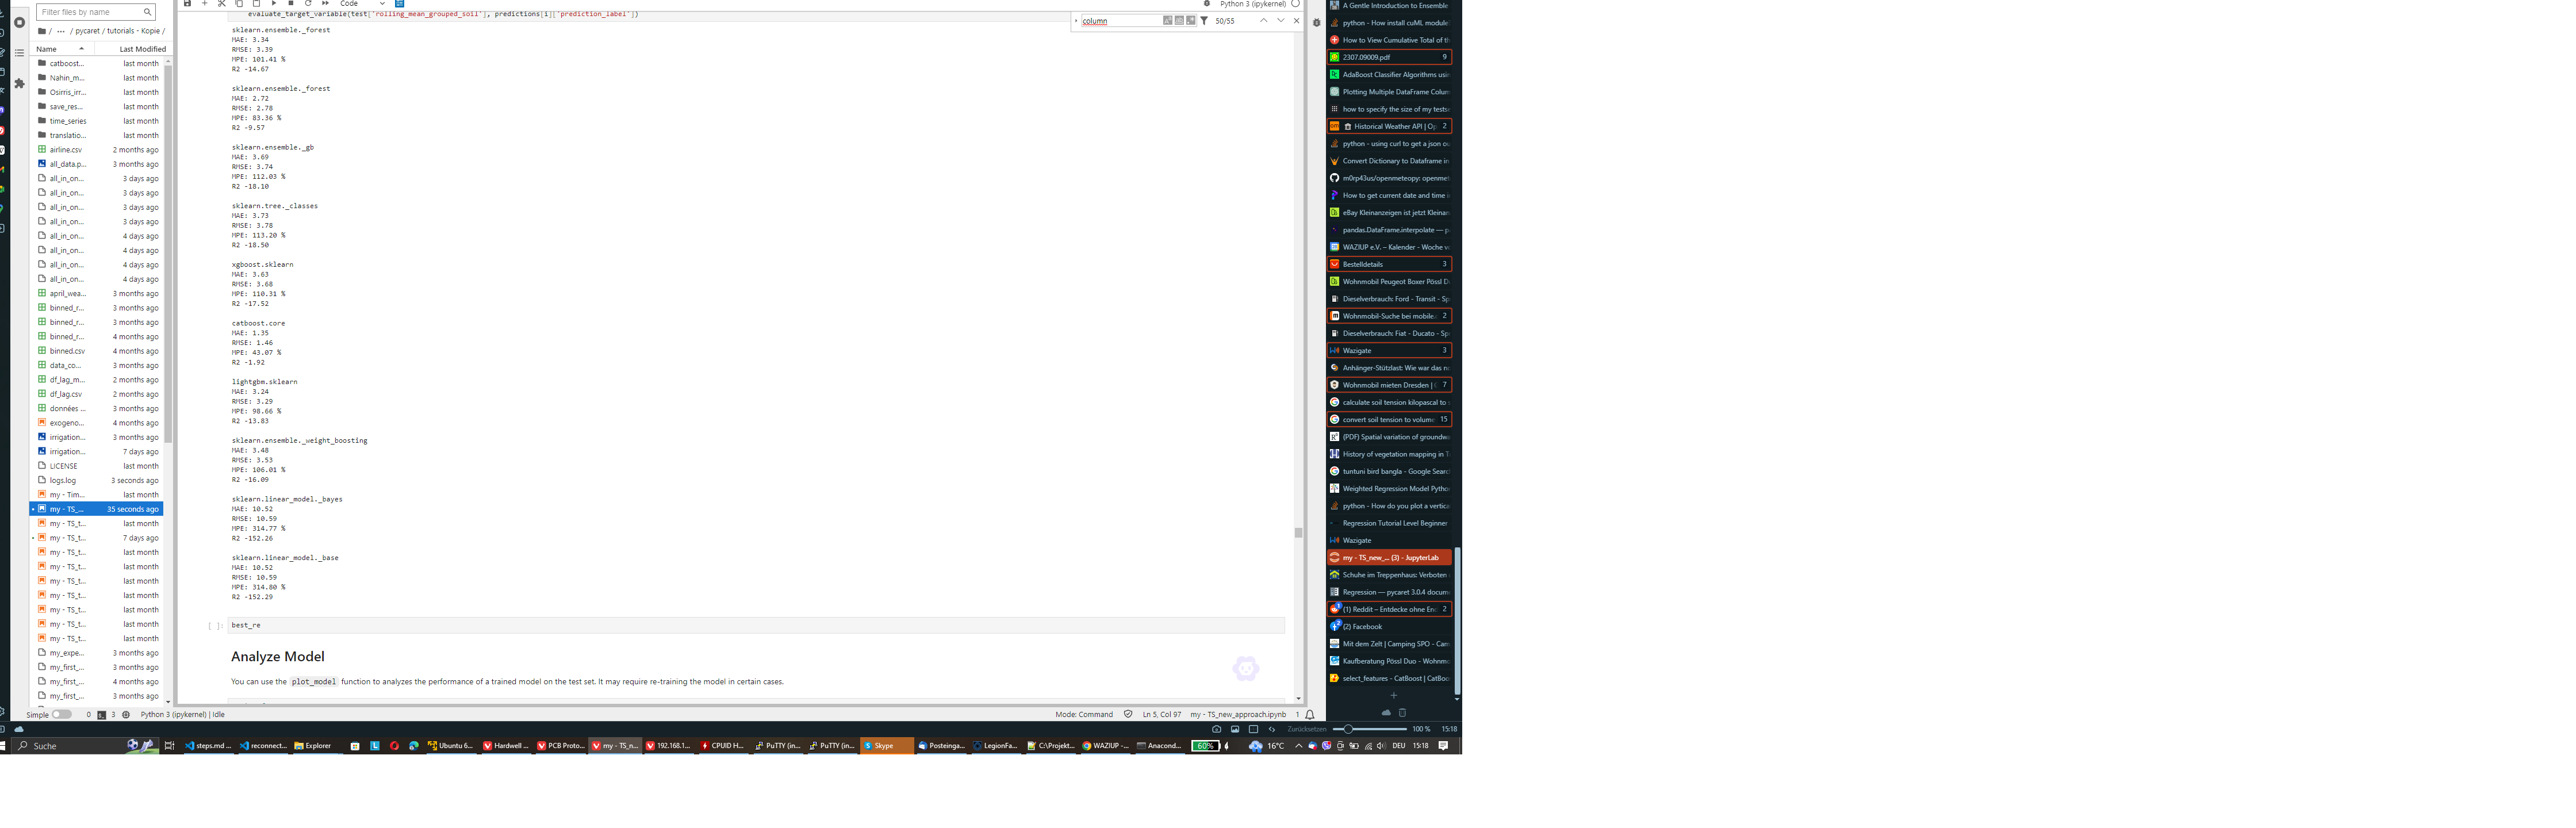 Code
Python 3 (ipykernel)
Filter files by name
evaluate_target_variable(test['rolling_mean_grouped_soil'], predictions[i]['prediction_label'])
column
50/55
/ ··· / pycaret / tutorials - Kopie /
Name
Last Modified
catboost... last month
Nahin_m... last month
Osirris_irr... last month
save_res... last month
time_series last month
translatio... last month
airline.csv 2 months ago
all_data.p... 3 months ago
all_in_on... 3 days ago
all_in_on... 3 days ago
all_in_on... 3 days ago
all_in_on... 3 days ago
all_in_on... 4 days ago
all_in_on... 4 days ago
all_in_on... 4 days ago
all_in_on... 4 days ago
april_wea... 3 months ago
binned_r... 3 months ago
binned_r... 3 months ago
binned_r... 4 months ago
binned.csv 4 months ago
data_co... 3 months ago
df_lag_m... 2 months ago
df_lag.csv 2 months ago
données ... 3 months ago
exogeno... 4 months ago
irrigation... 3 months ago
irrigation... 7 days ago
LICENSE last month
logs.log 3 seconds ago
my - Tim... last month
my - TS_... 35 seconds ago
my - TS_t... last month
my - TS_t... 7 days ago
my - TS_t... last month
my - TS_t... last month
my - TS_t... last month
my - TS_t... last month
my - TS_t... last month
my - TS_t... last month
my - TS_t... last month
my_expe... 3 months ago
my_first_... 3 months ago
my_first_... 4 months ago
my_first_... 3 months ago
sklearn.ensemble._forest
MAE: 3.34
RMSE: 3.39
MPE: 101.41 %
R2 -14.67
sklearn.ensemble._forest
MAE: 2.72
RMSE: 2.78
MPE: 83.36 %
R2 -9.57
sklearn.ensemble._gb
MAE: 3.69
RMSE: 3.74
MPE: 112.03 %
R2 -18.10
sklearn.tree._classes
MAE: 3.73
RMSE: 3.78
MPE: 113.20 %
R2 -18.50
xgboost.sklearn
MAE: 3.63
RMSE: 3.68
MPE: 110.31 %
R2 -17.52
catboost.core
MAE: 1.35
RMSE: 1.46
MPE: 43.07 %
R2 -1.92
lightgbm.sklearn
MAE: 3.24
RMSE: 3.29
MPE: 98.66 %
R2 -13.83
sklearn.ensemble._weight_boosting
MAE: 3.48
RMSE: 3.53
MPE: 106.01 %
R2 -16.09
sklearn.linear_model._bayes
MAE: 10.52
RMSE: 10.59
MPE: 314.77 %
R2 -152.26
sklearn.linear_model._base
MAE: 10.52
RMSE: 10.59
MPE: 314.80 %
R2 -152.29
[ ]: best_re
Analyze Model
You can use the plot_model function to analyzes the performance of a trained model on the test set. It may require re-training the model in certain cases.
A Gentle Introduction to Ensemble
python - How install cuML module
How to View Cumulative Total of th
2307.09009.pdf 9
AdaBoost Classifier Algorithms usin
Plotting Multiple DataFrame Colum
how to specify the size of my testse
Historical Weather API | Op 2
python - using curl to get a json ou
Convert Dictionary to Dataframe in
m0rp43us/openmeteopy: openmet
How to get current date and time i
eBay Kleinanzeigen ist jetzt Kleinan
pandas.DataFrame.interpolate — p
WAZIUP e.V. – Kalender - Woche v
Bestelldetails 3
Wohnmobil Peugeot Boxer Pössl D
Dieselverbrauch: Ford - Transit - Sp
Wohnmobil-Suche bei mobile. 2
Dieselverbrauch: Fiat - Ducato - Sp
Wazigate 3
Anhänger-Stützlast: Wie war das no
Wohnmobil mieten Dresden | 7
calculate soil tension kilopascal to
convert soil tension to volume 15
(PDF) Spatial variation of groundwa
History of vegetation mapping in T
tuntuni bird bangla - Google Searc
Weighted Regression Model Pytho
python - How do you plot a vertica
Regression Tutorial Level Beginner
Wazigate
my - TS_new_... (3) - JupyterLab
Schuhe im Treppenhaus: Verboten
Regression — pycaret 3.0.4 docume
(1) Reddit – Entdecke ohne End 2
(2) Facebook
Mit dem Zelt | Camping SPO - Cam
Kaufberatung Pössl Duo - Wohnmo
select_features - CatBoost | CatBoo
Simple 0 3 Python 3 (ipykernel) | Idle
Mode: Command Ln 5, Col 97 my - TS_new_approach.ipynb 1
Zurücksetzen 100 % 15:18
Suche
steps.md ...
reconnect...
Explorer
Ubuntu 6...
Hardwell ...
PCB Proto...
my - TS_n...
192.168.1...
CPUID H...
PuTTY (in...
PuTTY (in...
Skype
Posteinga...
LegionFa...
C:\Projekt...
WAZIUP -...
Anacond...
60%
16°C
DEU
15:18